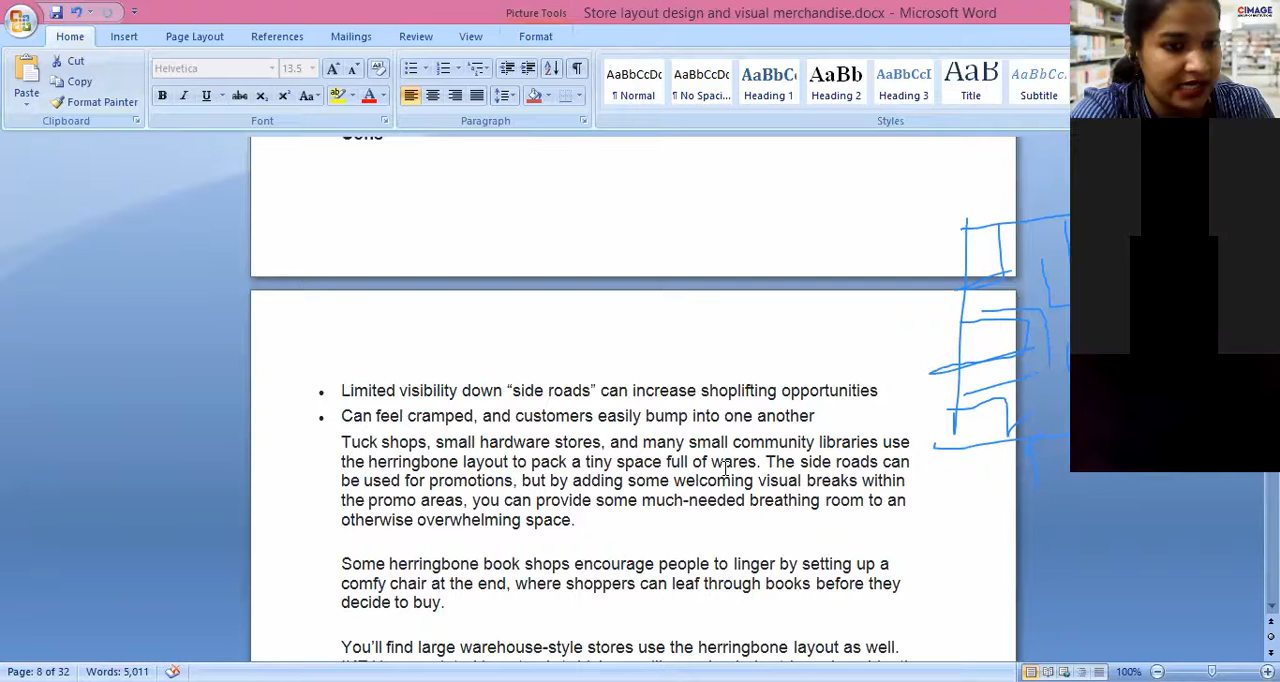 Picture Tools
Store layout design and visual merchandise.docx - Microsoft Word
CIMAGE
Home Insert Page Layout References Mailings Review View Format
Paste
Cut
Copy
Format Painter
Clipboard
Helvetica 13.5
Font
Paragraph
AaBbCcDc AaBbCcDc AaBbC AaBb AaBbCcI AaB AaBbCcDc
¶ Normal ¶ No Spaci... Heading 1 Heading 2 Heading 3 Title Subtitle
Styles
Cons
• Limited visibility down “side roads” can increase shoplifting opportunities
• Can feel cramped, and customers easily bump into one another
Tuck shops, small hardware stores, and many small community libraries use
the herringbone layout to pack a tiny space full of wares. The side roads can
be used for promotions, but by adding some welcoming visual breaks within
the promo areas, you can provide some much-needed breathing room to an
otherwise overwhelming space.
Some herringbone book shops encourage people to linger by setting up a
comfy chair at the end, where shoppers can leaf through books before they
decide to buy.
You’ll find large warehouse-style stores use the herringbone layout as well.
Page: 8 of 32 Words: 5,011 100%